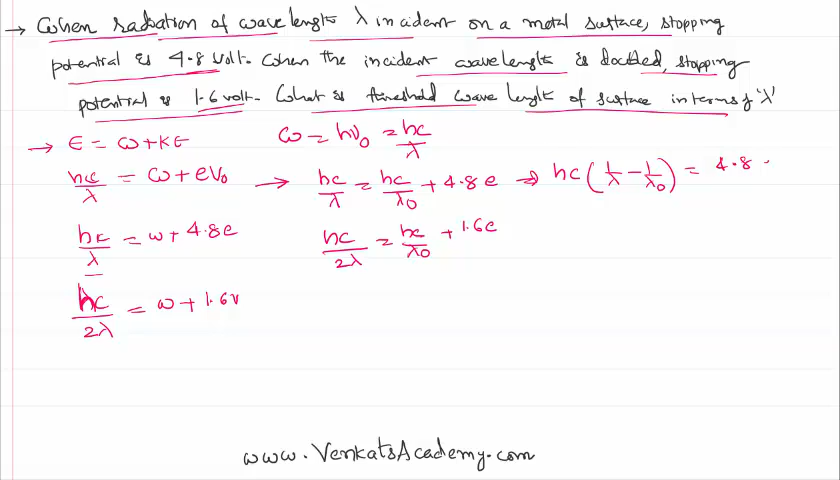 → When radiation of wavelength λ incident on a metal surface, stopping
potential is 4.8 volt. When the incident wavelength is doubled, stopping
potential is 1.6 volt. What is threshold wave length of surface in terms of 'λ'
→ E = ω + KE ω = hν₀ = hc/λ
hc/λ = ω + eV₀ → hc/λ = hc/λ₀ + 4.8e ⇒ hc(1/λ − 1/λ₀) = 4.8
hc/λ = ω + 4.8e hc/2λ = hc/λ₀ + 1.6e
hc/2λ = ω + 1.6v
www.VenkatsAcademy.com